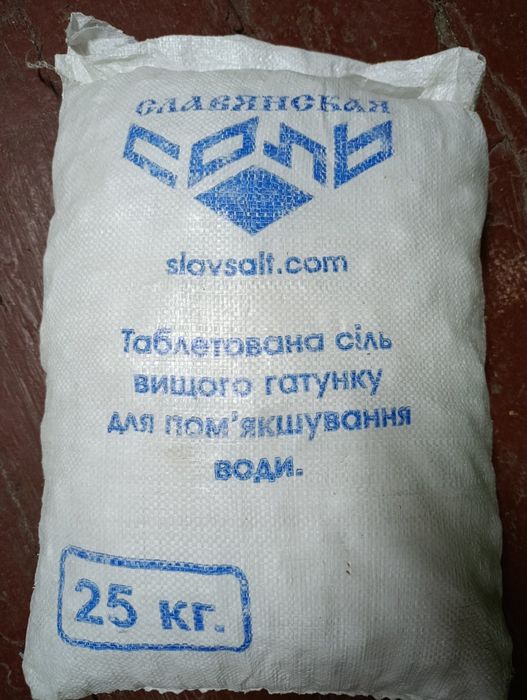 СЛАВЯНСКАЯ
СОЛЬ
slavsalt.com
Таблетована сіль
вищого гатунку
для пом'якшування
води.
25 кг.